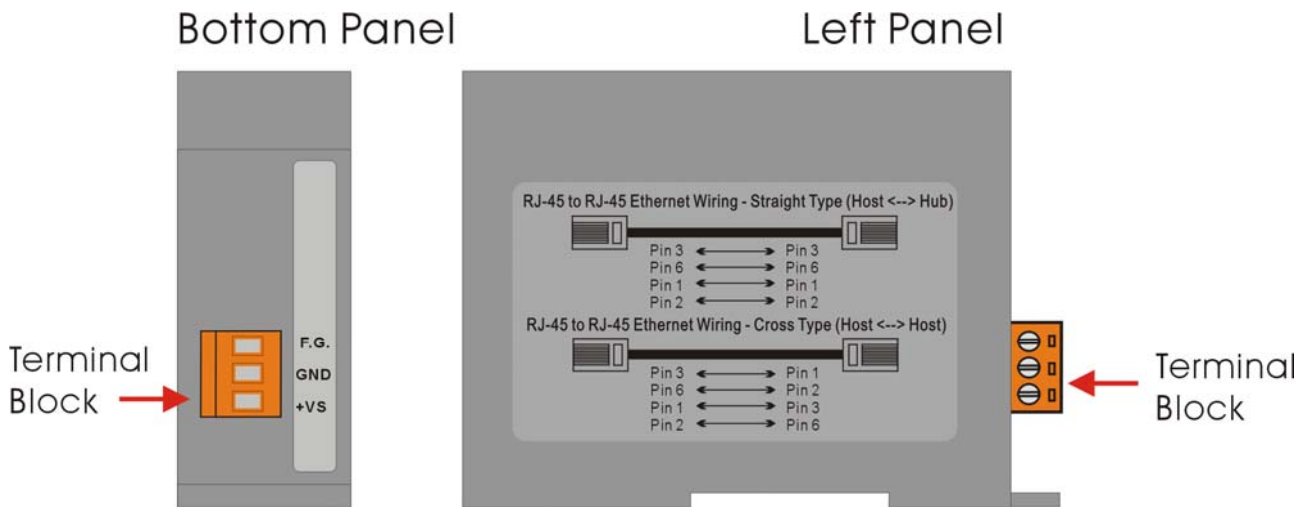 Bottom Panel
Left Panel
F.G.
GND
+VS
Terminal
Block
RJ-45 to RJ-45 Ethernet Wiring - Straight Type (Host <--> Hub)
Pin 3 Pin 3
Pin 6 Pin 6
Pin 1 Pin 1
Pin 2 Pin 2
RJ-45 to RJ-45 Ethernet Wiring - Cross Type (Host <--> Host)
Pin 3 Pin 1
Pin 6 Pin 2
Pin 1 Pin 3
Pin 2 Pin 6
Terminal
Block